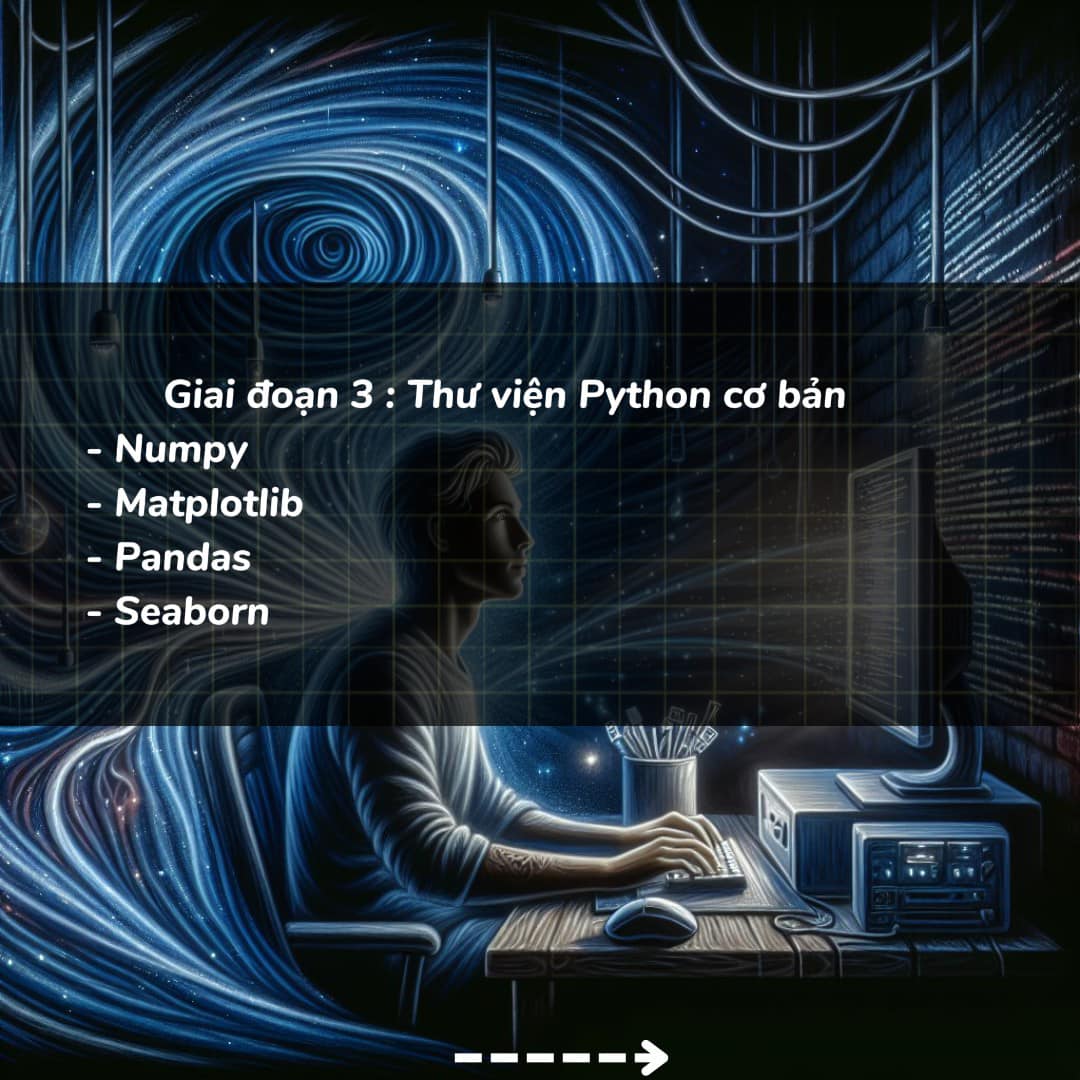 Giai đoạn 3 : Thư viện Python cơ bản
- Numpy
- Matplotlib
- Pandas
- Seaborn